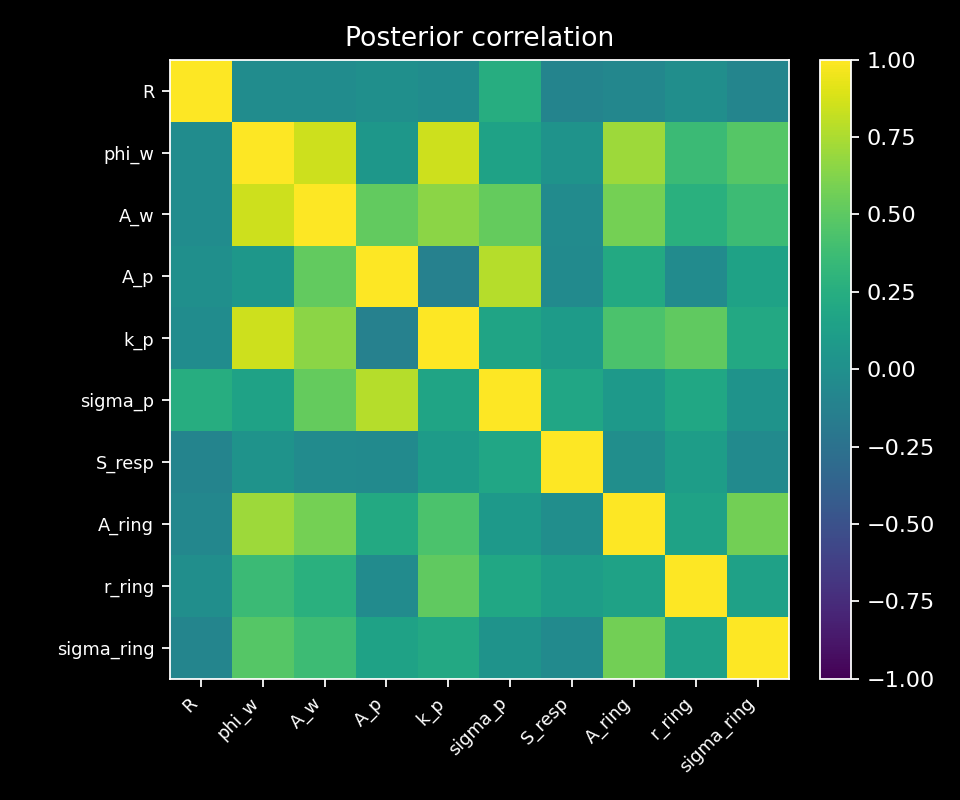 Posterior correlation
R
phi_w
A_w
A_p
k_p
sigma_p
S_resp
A_ring
r_ring
sigma_ring
R
phi_w
A_w
A_p
k_p
sigma_p
S_resp
A_ring
r_ring
sigma_ring
1.00
0.75
0.50
0.25
0.00
−0.25
−0.50
−0.75
−1.00